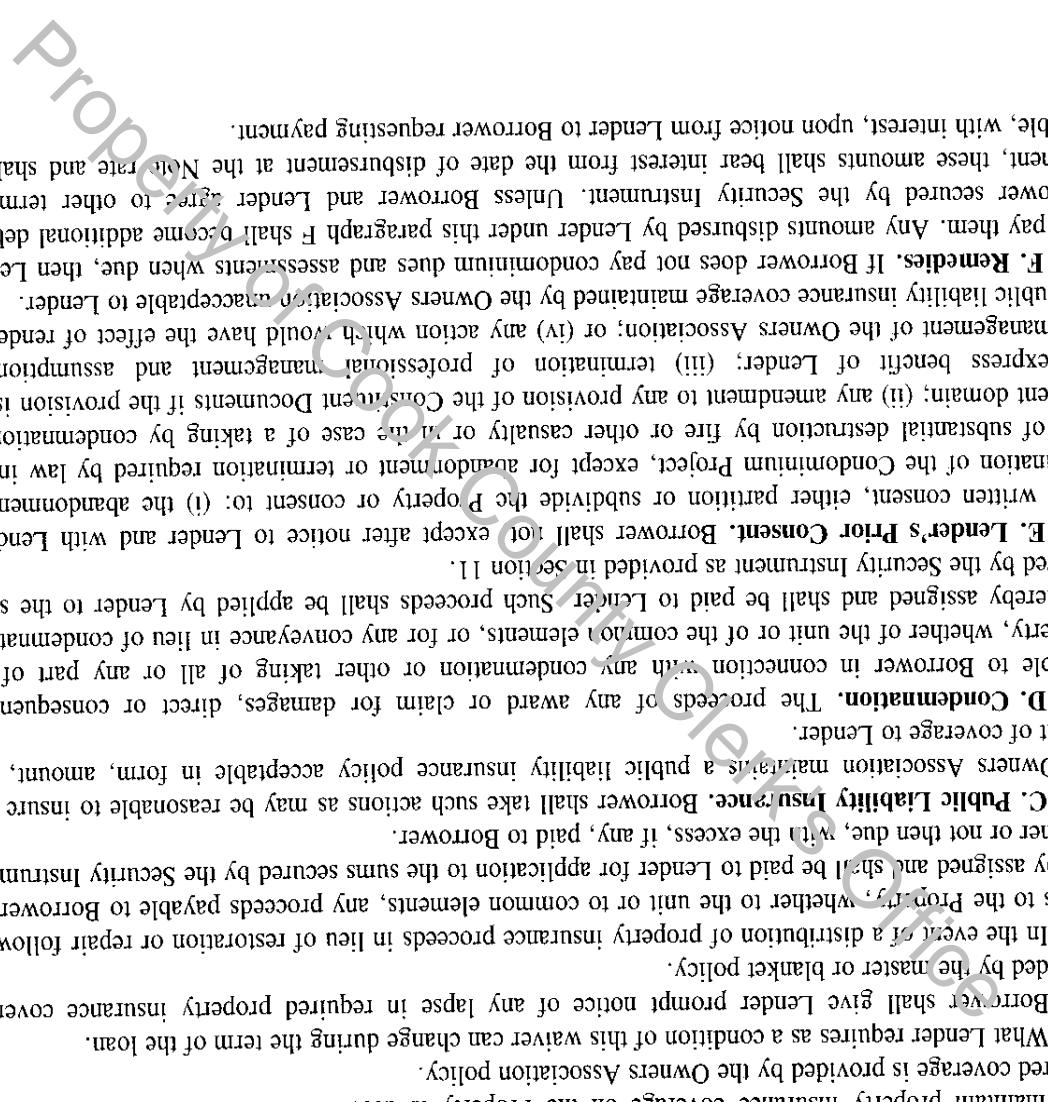 red coverage is provided by the Owners Association policy.
What Lender requires as a condition of this waiver can change during the term of the loan.
Borrower shall give Lender prompt notice of any lapse in required property insurance cover
ded by the master or blanket policy.
In the event of a distribution of property insurance proceeds in lieu of restoration or repair follow
s to the Property, whether to the unit or to common elements, any proceeds payable to Borrower
y assigned and shall be paid to Lender for application to the sums secured by the Security Instrum
her or not then due, with the excess, if any, paid to Borrower.
C. Public Liability Insurance. Borrower shall take such actions as may be reasonable to insure
Owners Association maintains a public liability insurance policy acceptable in form, amount,
t of coverage to Lender.
D. Condemnation. The proceeds of any award or claim for damages, direct or consequen
ble to Borrower in connection with any condemnation or other taking of all or any part of
erty, whether of the unit or of the common elements, or for any conveyance in lieu of condemnat
ereby assigned and shall be paid to Lender. Such proceeds shall be applied by Lender to the s
ed by the Security Instrument as provided in Section 11.
E. Lender's Prior Consent. Borrower shall not, except after notice to Lender and with Lend
written consent, either partition or subdivide the Property or consent to: (i) the abandonmen
nation of the Condominium Project, except for abandonment or termination required by law in
of substantial destruction by fire or other casualty or in the case of a taking by condemnation
ent domain; (ii) any amendment to any provision of the Constituent Documents if the provision is
express benefit of Lender; (iii) termination of professional management and assumption
management of the Owners Association; or (iv) any action which would have the effect of rende
ublic liability insurance coverage maintained by the Owners Association unacceptable to Lender.
F. Remedies. If Borrower does not pay condominium dues and assessments when due, then Le
pay them. Any amounts disbursed by Lender under this paragraph F shall become additional deb
ower secured by the Security Instrument. Unless Borrower and Lender agree to other term
nent, these amounts shall bear interest from the date of disbursement at the Note rate and shal
ble, with interest, upon notice from Lender to Borrower requesting payment.
Property of Cook County Clerk's Office